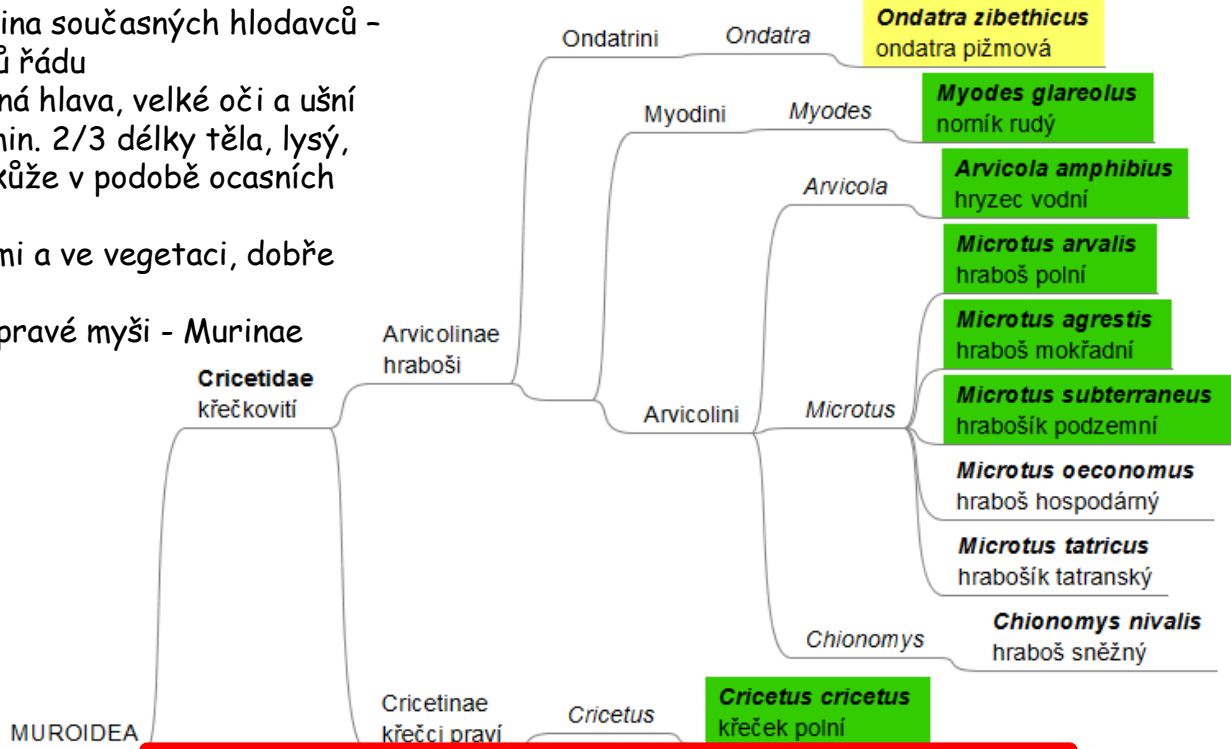 ina současných hlodavců –
ů řádu
ná hlava, velké oči a ušní
min. 2/3 délky těla, lysý,
kůže v podobě ocasních
mi a ve vegetaci, dobře
pravé myši - Murinae
Ondatrini
Ondatra
Ondatra zibethicus
ondatra pižmová
Myodini
Myodes
Myodes glareolus
norník rudý
Arvicola
Arvicola amphibius
hryzec vodní
Microtus arvalis
hraboš polní
Microtus agrestis
hraboš mokřadní
Arvicolinae
hraboši
Cricetidae
křečkovití
Arvicolini
Microtus
Microtus subterraneus
hrabošík podzemní
Microtus oeconomus
hraboš hospodárný
Microtus tatricus
hrabošík tatranský
Chionomys
Chionomys nivalis
hraboš sněžný
MUROIDEA
Cricetinae
křečci praví
Cricetus
Cricetus cricetus
křeček polní